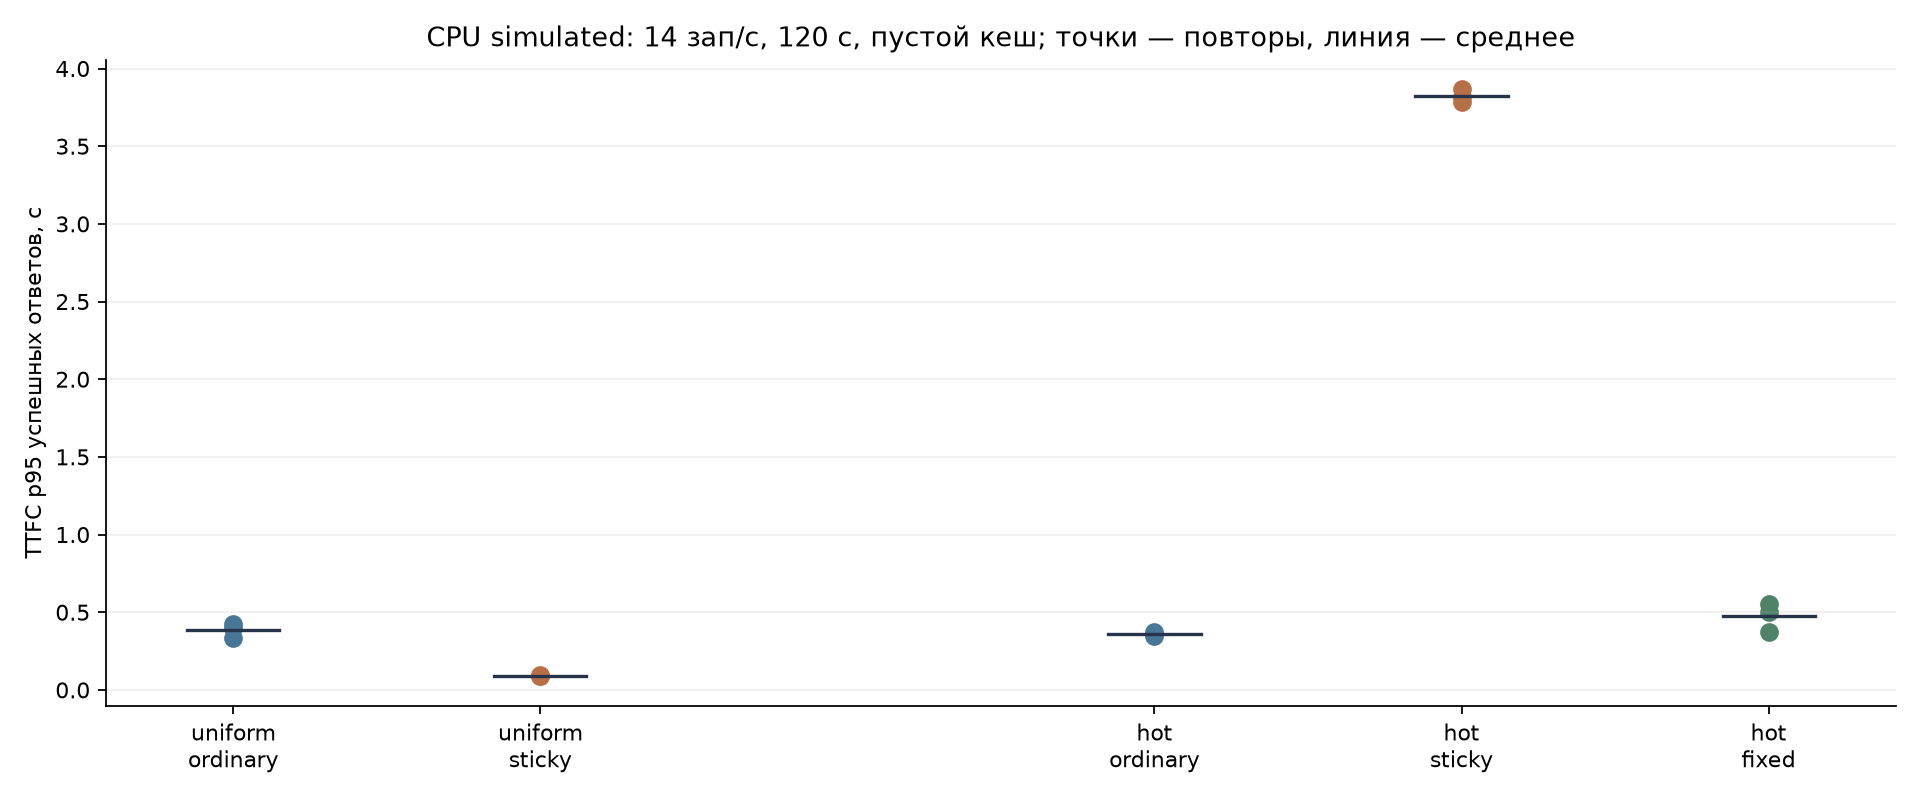 CPU simulated: 14 зап/с, 120 с, пустой кеш; точки — повторы, линия — среднее
TTFC p95 успешных ответов, с
4.0
3.5
3.0
2.5
2.0
1.5
1.0
0.5
0.0
uniform
ordinary
uniform
sticky
hot
ordinary
hot
sticky
hot
fixed